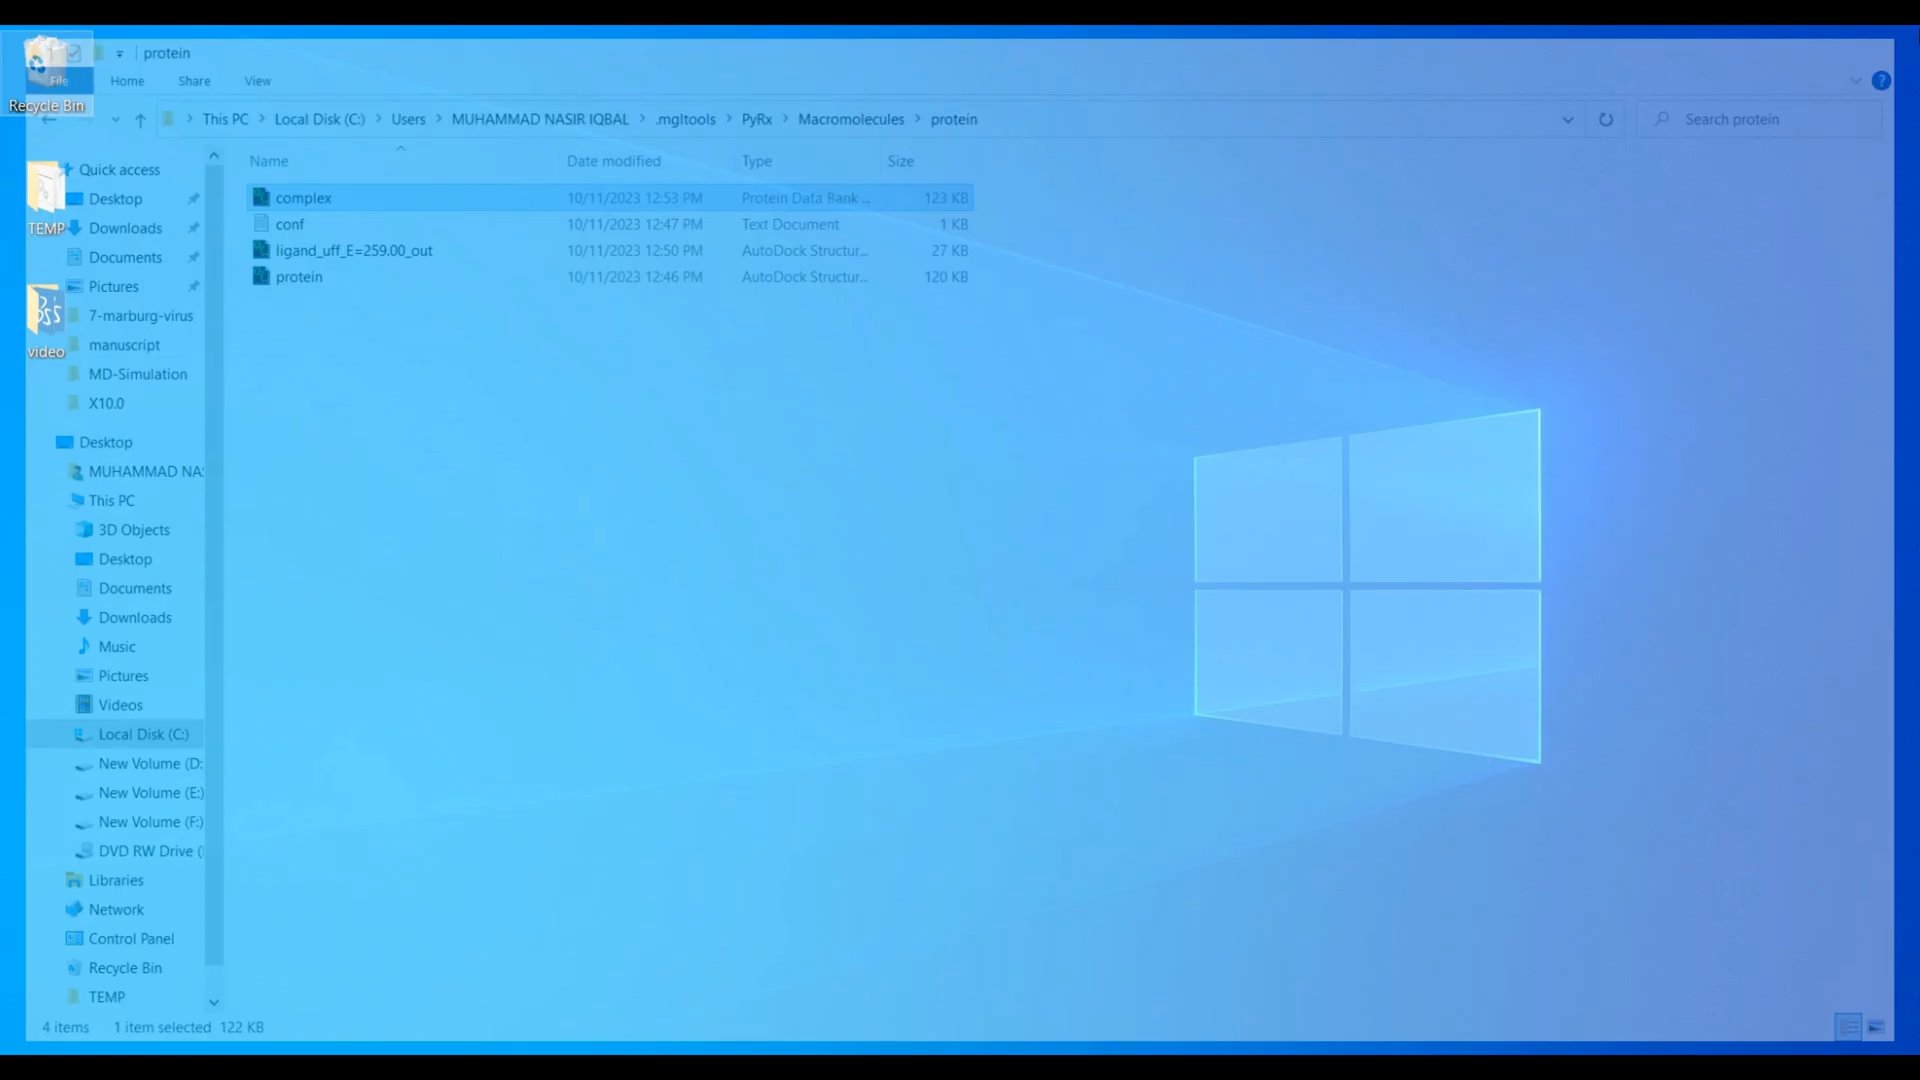 protein
File Home Share View
Recycle Bin
This PC > Local Disk (C:) > Users > MUHAMMAD NASIR IQBAL > .mgltools > PyRx > Macromolecules > protein
Search protein
Name Date modified Type Size
complex 10/11/2023 12:53 PM Protein Data Bank ... 123 KB
conf 10/11/2023 12:47 PM Text Document 1 KB
ligand_uff_E=259.00_out 10/11/2023 12:50 PM AutoDock Structur... 27 KB
protein 10/11/2023 12:46 PM AutoDock Structur... 120 KB
Quick access
Desktop
TEMP
Downloads
Documents
Pictures
7-marburg-virus
video
manuscript
MD-Simulation
X10.0
Desktop
MUHAMMAD NAS
This PC
3D Objects
Desktop
Documents
Downloads
Music
Pictures
Videos
Local Disk (C:)
New Volume (D:
New Volume (E:)
New Volume (F:)
DVD RW Drive (
Libraries
Network
Control Panel
Recycle Bin
TEMP
4 items 1 item selected 122 KB